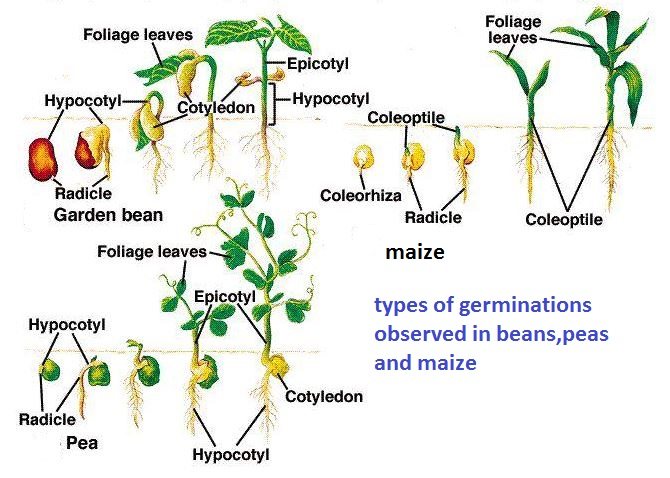 Foliage leaves
Epicotyl
Hypocotyl
Cotyledon
Hypocotyl
Radicle
Garden bean
Foliage
leaves
Coleoptile
Coleorhiza
Radicle
Coleoptile
maize
types of germinations
observed in beans,peas
and maize
Foliage leaves
Epicotyl
Hypocotyl
Cotyledon
Radicle
Pea
Hypocotyl